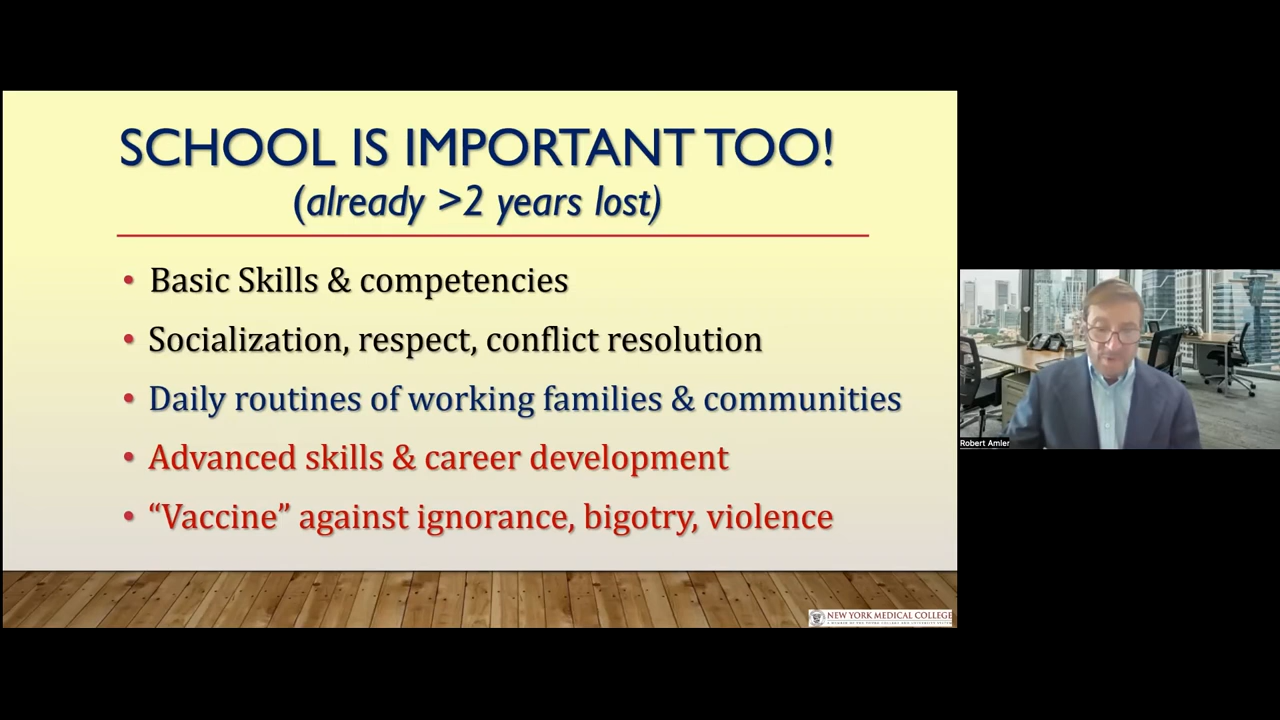 SCHOOL IS IMPORTANT TOO!
(already >2 years lost)
• Basic Skills & competencies
• Socialization, respect, conflict resolution
• Daily routines of working families & communities
• Advanced skills & career development
• “Vaccine” against ignorance, bigotry, violence
Robert Amler
NEW YORK MEDICAL COLLEGE